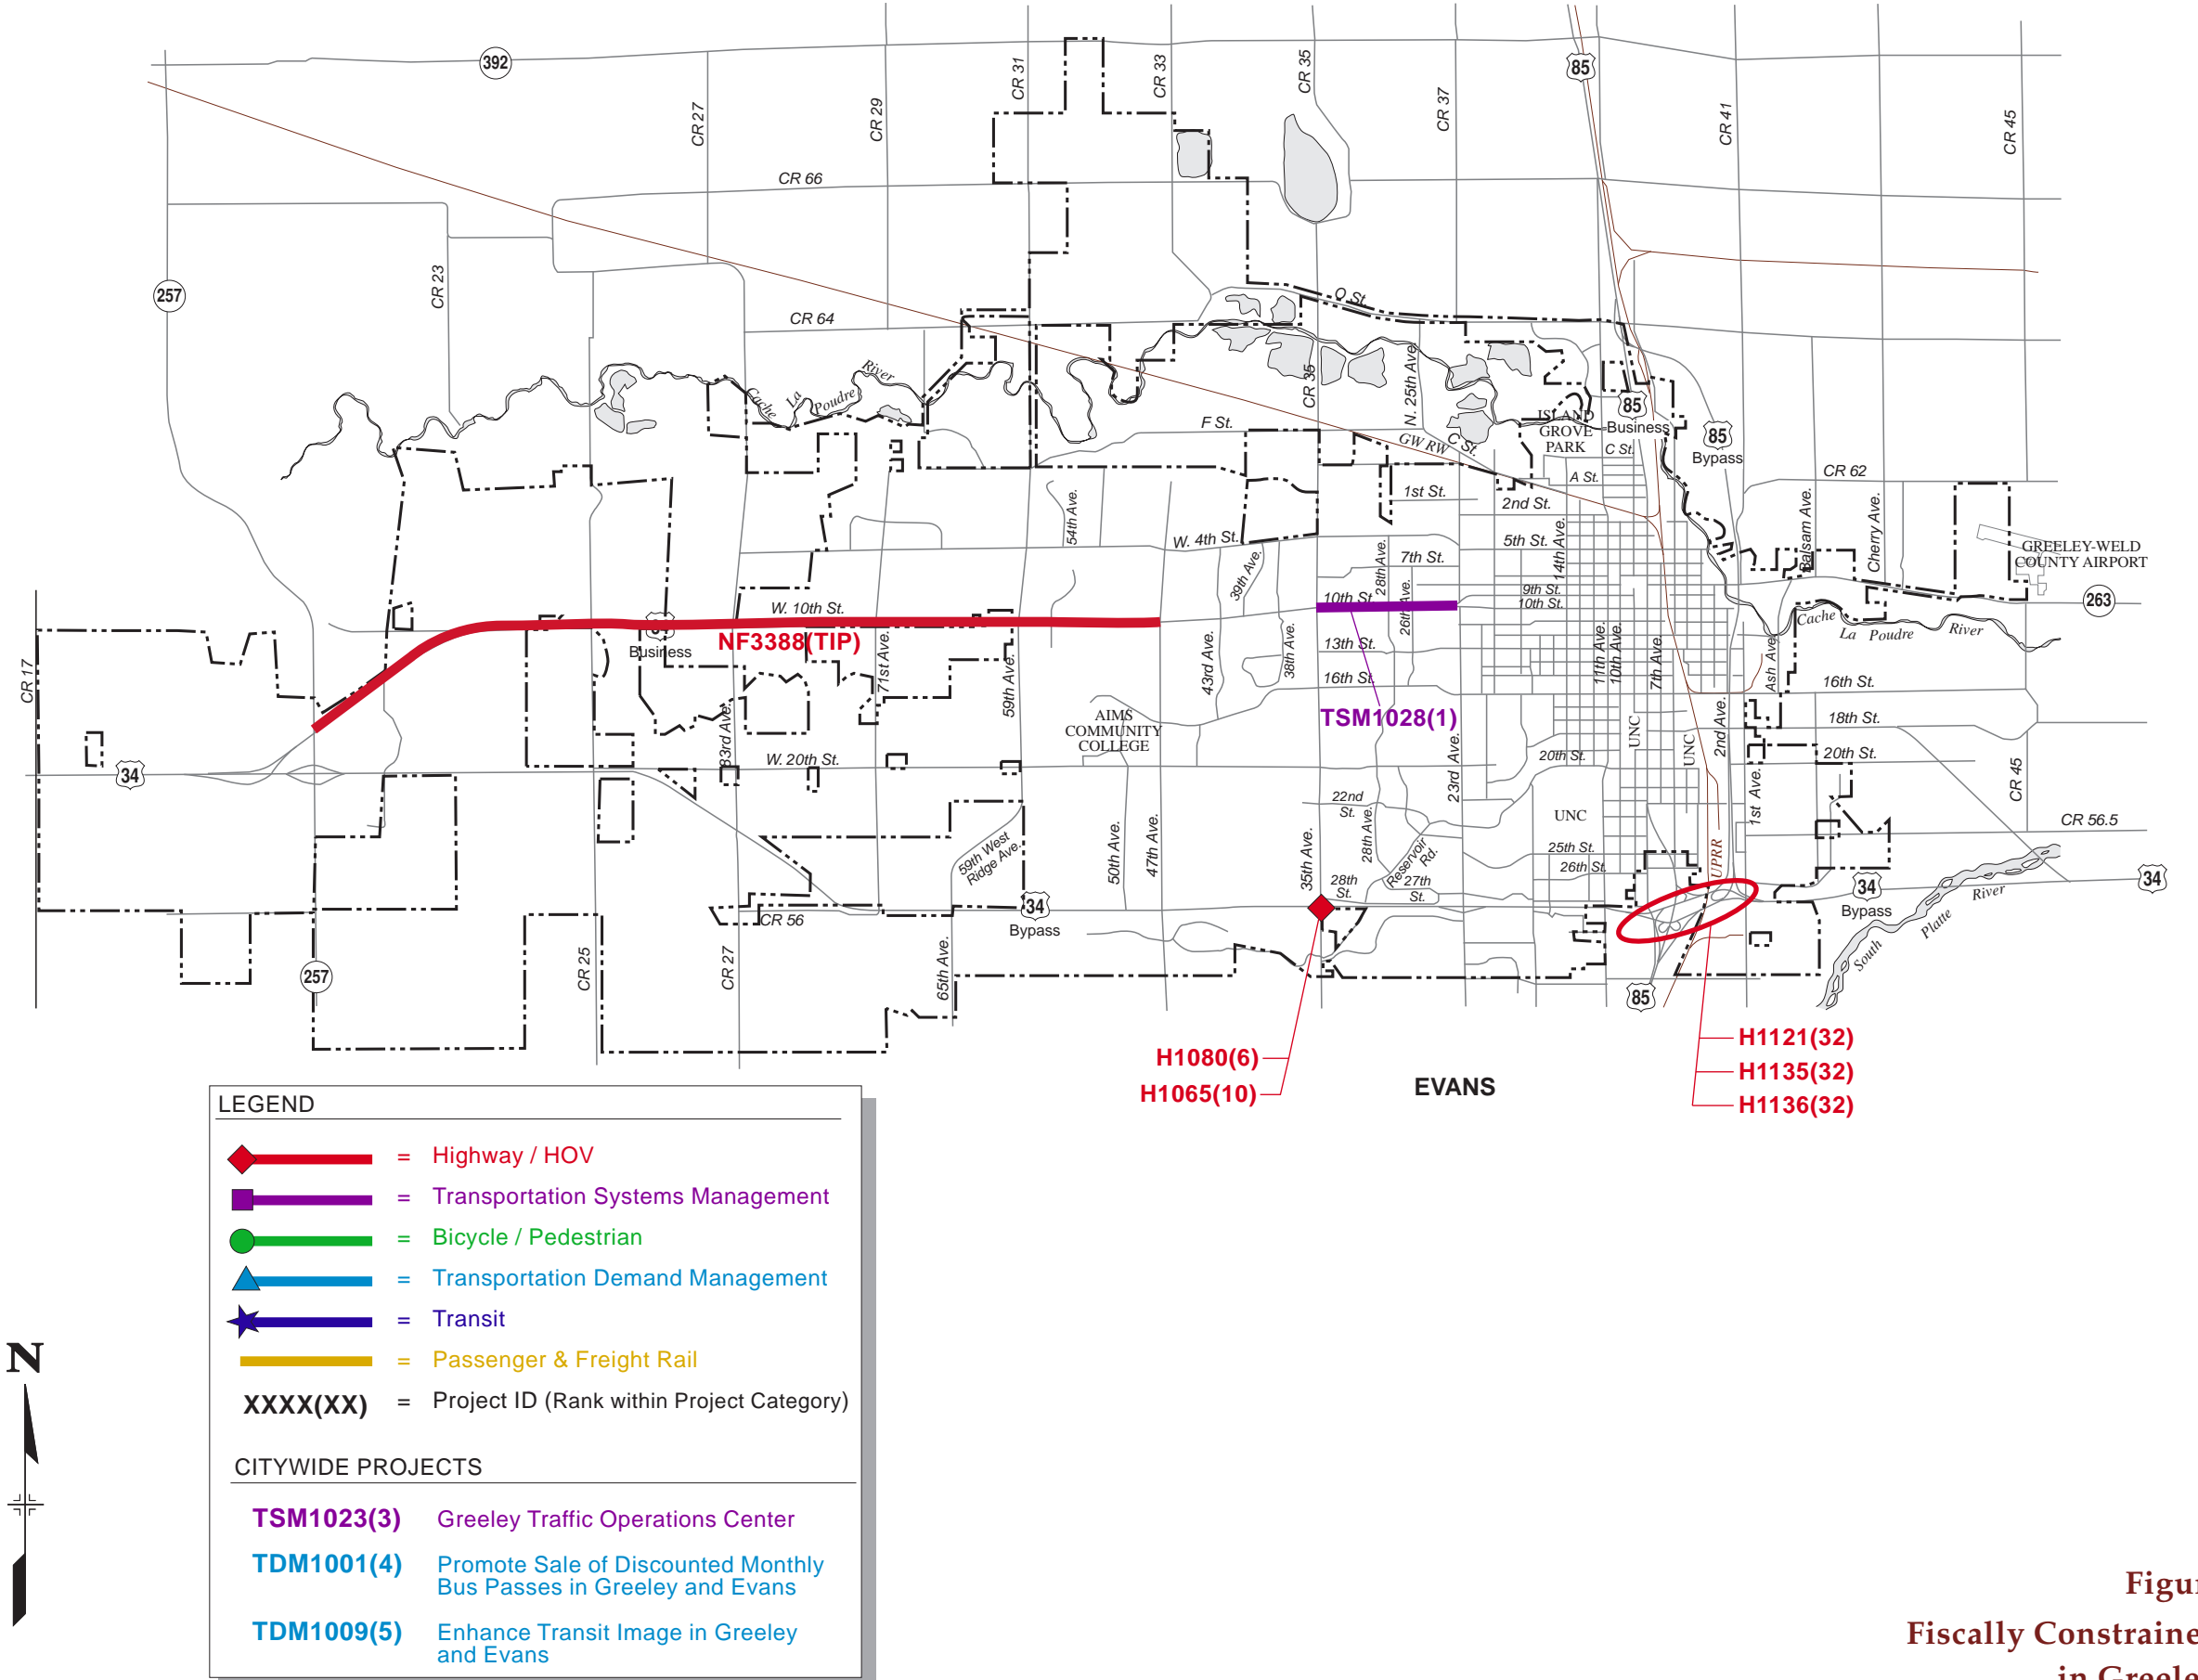 392
85
CR 31
CR 33
CR 35
CR 27
CR 29
CR 37
CR 41
CR 45
CR 66
257
CR 23
CR 64
O St.
Cache
La
Poudre
River
CR 35
N. 25th Ave.
F St.
GW RW
C St.
ISLAND
GROVE
PARK
85
Business
C St.
A St.
85
Bypass
CR 62
1st St.
2nd St.
54th Ave.
W. 4th St.
39th Ave.
28th Ave.
7th St.
26th Ave.
5th St.
14th Ave.
9th St.
10th St.
10th St.
Balsam Ave.
Cherry Ave.
GREELEY-WELD
COUNTY AIRPORT
263
Cache
La
Poudre
River
W. 10th St.
Business
NF3388(TIP)
71st Ave.
59th Ave.
43rd Ave.
38th Ave.
13th St.
16th St.
11th Ave.
10th Ave.
7th Ave.
Ash Ave.
16th St.
18th St.
CR 17
TSM1028(1)
AIMS
COMMUNITY
COLLEGE
83rd Ave.
W. 20th St.
34
23rd Ave.
20th St.
UNC
UNC
2nd Ave.
20th St.
CR 45
22nd
St.
28th Ave.
UNC
1st Ave.
CR 56.5
59th West
Ridge Ave.
50th Ave.
47th Ave.
35th Ave.
Reservoir
Rd.
25th St.
26th St.
UPRR
28th
St.
27th
St.
34
Bypass
34
Bypass
34
South
Platte
River
CR 56
257
CR 25
CR 27
65th Ave.
85
H1080(6)
H1065(10)
EVANS
H1121(32)
H1135(32)
H1136(32)
LEGEND
= Highway / HOV
= Transportation Systems Management
= Bicycle / Pedestrian
= Transportation Demand Management
= Transit
= Passenger & Freight Rail
XXXX(XX) = Project ID (Rank within Project Category)
CITYWIDE PROJECTS
TSM1023(3) Greeley Traffic Operations Center
TDM1001(4) Promote Sale of Discounted Monthly
Bus Passes in Greeley and Evans
TDM1009(5) Enhance Transit Image in Greeley
and Evans
N
Figur
Fiscally Constraine
in Greele